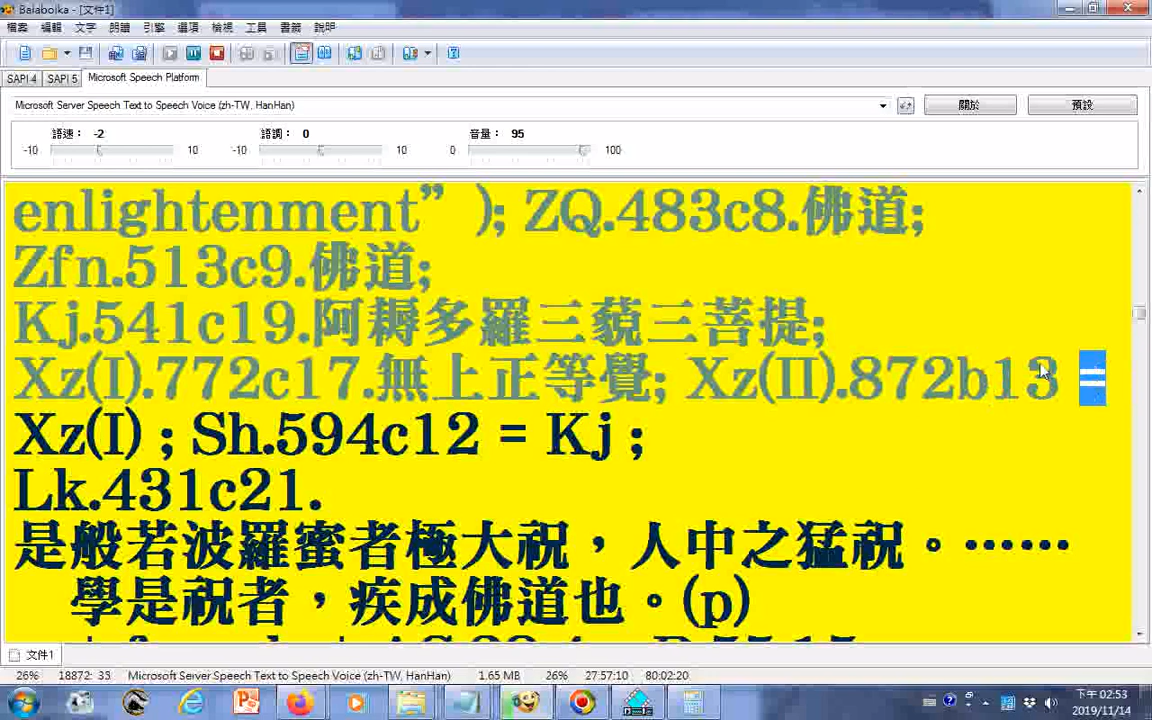 Balabolka - [文件1]
檔案 編輯 文字 朗讀 引擎 選項 檢視 工具 書籤 說明
SAPI 4 SAPI 5 Microsoft Speech Platform
Microsoft Server Speech Text to Speech Voice (zh-TW, HanHan) 關於 預設
語速： -2 語調： 0 音量： 95
-10 10 -10 10 0 100
enlightenment” ); ZQ.483c8.佛道;
Zfn.513c9.佛道;
Kj.541c19.阿耨多羅三藐三菩提;
Xz(I).772c17.無上正等覺; Xz(II).872b13 =
Xz(I) ; Sh.594c12 = Kj ;
Lk.431c21.
是般若波羅蜜者極大祝，人中之猛祝。⋯⋯
學是祝者，疾成佛道也。(p)
文件1
26% 18872: 33 Microsoft Server Speech Text to Speech Voice (zh-TW, HanHan) 1.65 MB 26% 27:57:10 80:02:20
下午 02:53
2019/11/14